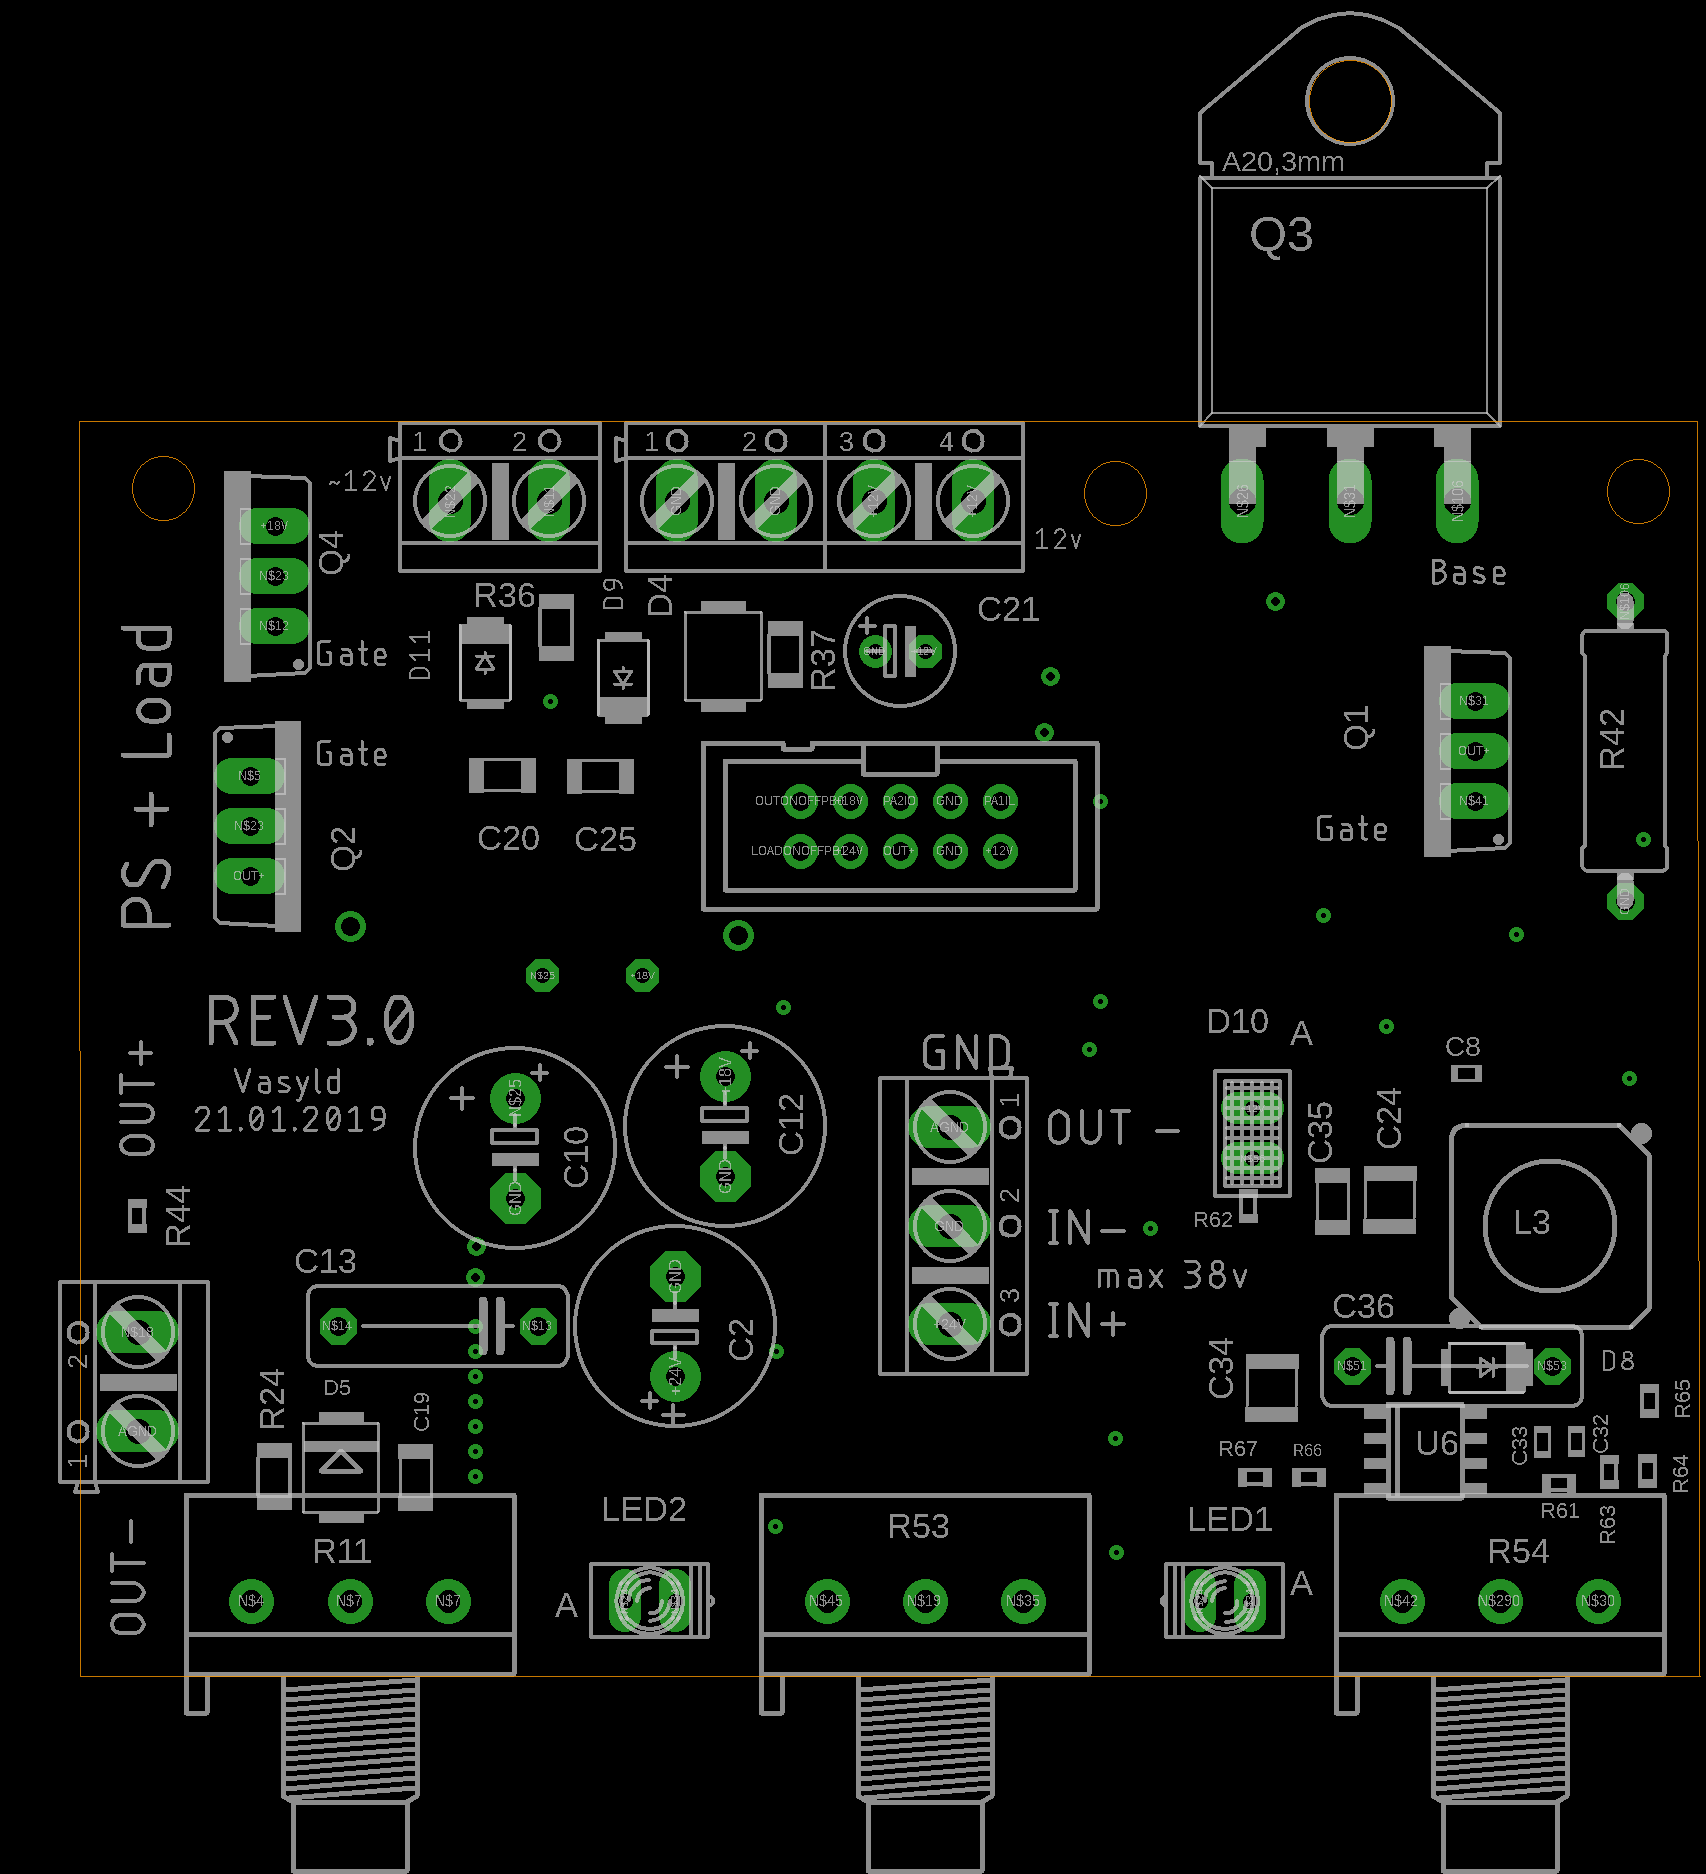 A20,3mm
Q3
1
2
1
2
3
4
~12v
N$31
N$106
12v
Base
+18V
N$23
N$12
Q4
Gate
R36
D9
D4
C21
D11
R37
GND
+12V
PS + Load
Gate
N$5
N$23
OUT+
Q2
C20
C25
+18V
PA2IO
GND
PA1IL
OUT+
GND
+12V
Q1
N$31
OUT+
N$41
Gate
R42
GND
N$25
+18V
REV3.0
Vasyld
21.01.2019
OUT+
R44
N$25
GND
C10
+18V
GND
C12
GND
AGND
1
OUT -
GND
2
IN-
max 38v
+24V
3
IN+
D10
A
C8
C35
C24
R62
L3
C13
N$14
N$13
GND
+24V
C2
C36
N$51
N$53
D8
C34
N$18
2
AGND
1
R24
D5
C19
R65
U6
C33
C32
R67
R66
R64
R61
R63
OUT-
R11
N$4
N$7
N$7
LED2
A
R53
N$45
N$19
N$35
LED1
A
R54
N$42
N$290
N$30